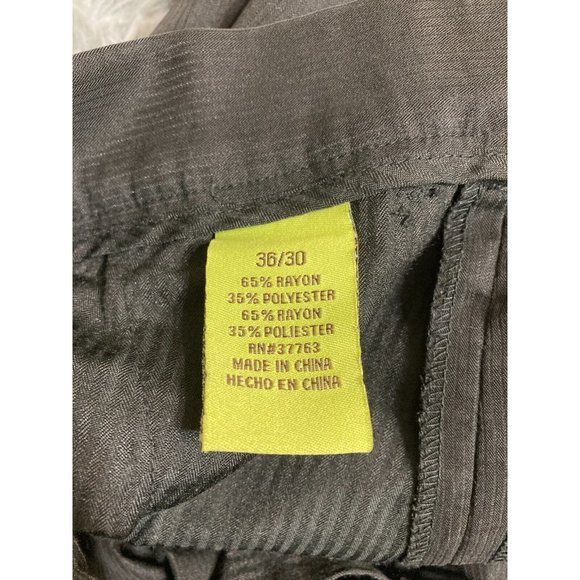 36/30
65% RAYON
35% POLYESTER
65% RAYON
35% POLIESTER
RN#37763
MADE IN CHINA
HECHO EN CHINA